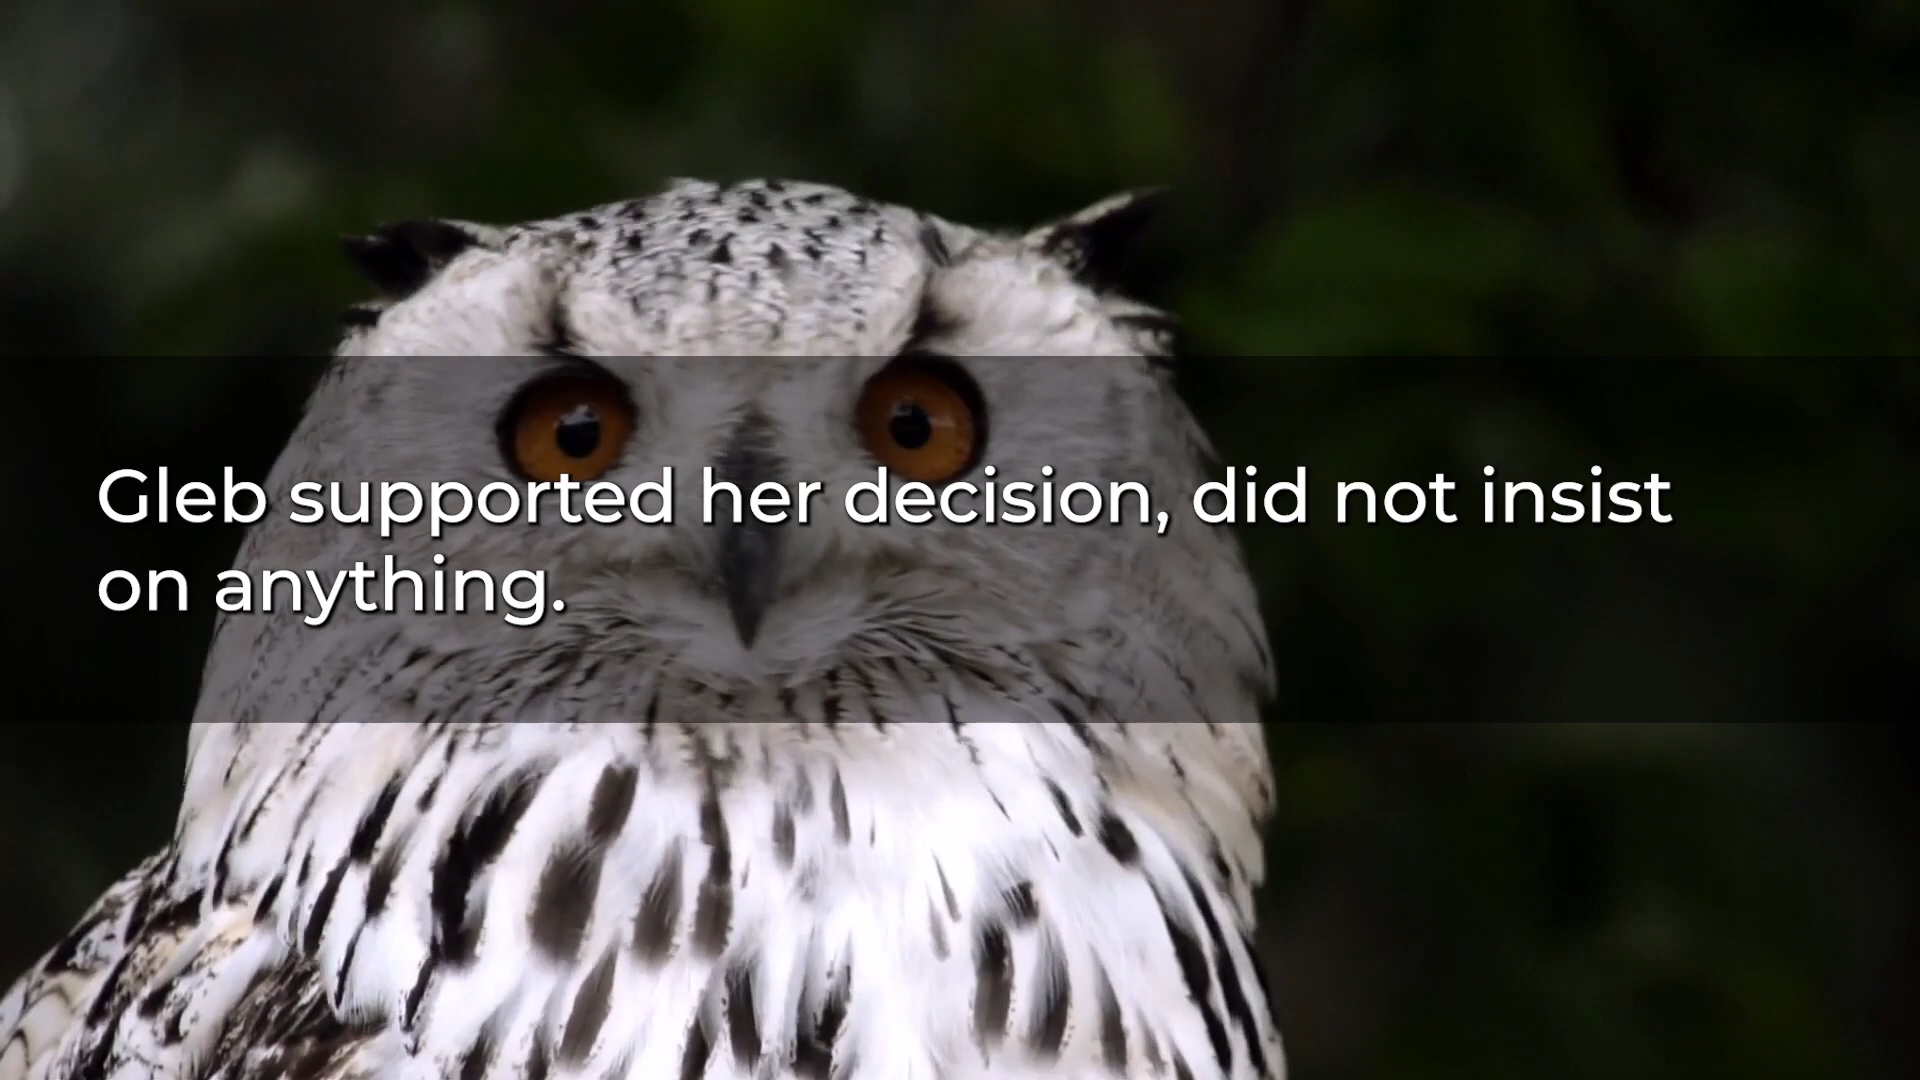 Gleb supported her decision, did not insist
on anything.